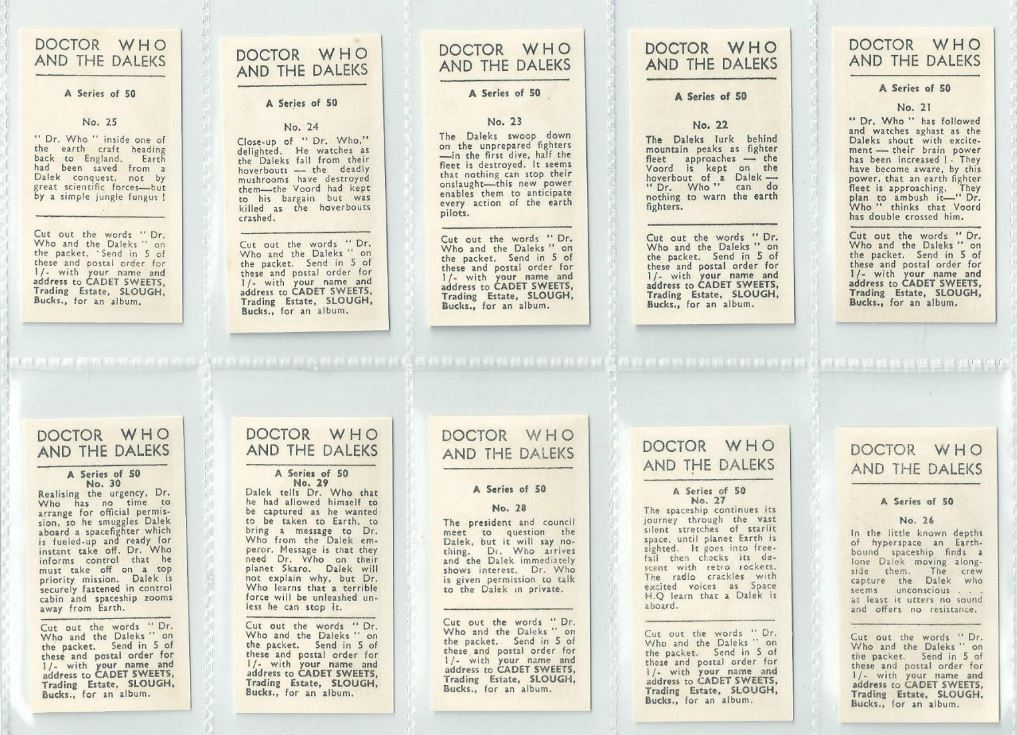 DOCTOR WHO
AND THE DALEKS
A Series of 50
No. 25
" Dr. Who " inside one of
the earth craft heading
back to England. Earth
had been saved from a
Dalek conquest, not by
great scientific forces—but
by a simple jungle fungus !
Cut out the words " Dr.
Who and the Daleks " on
the packet. Send in 5 of
these and postal order for
1/- with your name and
address to CADET SWEETS,
Trading Estate, SLOUGH,
Bucks., for an album.
DOCTOR WHO
AND THE DALEKS
A Series of 50
No. 24
Close-up of " Dr. Who,"
delighted. He watches as
the Daleks fall from their
hoverbouts — the deadly
mushrooms have destroyed
them—the Voord had kept
to his bargain but was
killed as the hoverbouts
crashed.
Cut out the words " Dr.
Who and the Daleks " on
the packet. Send in 5 of
these and postal order for
1/- with your name and
address to CADET SWEETS,
Trading Estate, SLOUGH,
Bucks., for an album.
DOCTOR WHO
AND THE DALEKS
A Series of 50
No. 23
The Daleks swoop down
on the unprepared fighters
—in the first dive, half the
fleet is destroyed. It seems
that nothing can stop their
onslaught—this new power
enables them to anticipate
every action of the earth
pilots.
Cut out the words " Dr.
Who and the Daleks " on
the packet. Send in 5 of
these and postal order for
1/- with your name and
address to CADET SWEETS,
Trading Estate, SLOUGH,
Bucks., for an album.
DOCTOR WHO
AND THE DALEKS
A Series of 50
No. 22
The Daleks lurk behind
mountain peaks as fighter
fleet approaches — the
Voord is kept on the
hoverbout of a Dalek —
" Dr. Who " can do
nothing to warn the earth
fighters.
Cut out the words " Dr.
Who and the Daleks " on
the packet. Send in 5 of
these and postal order for
1/- with your name and
address to CADET SWEETS,
Trading Estate, SLOUGH,
Bucks., for an album.
DOCTOR WHO
AND THE DALEKS
A Series of 50
No. 21
" Dr. Who " has followed
and watches aghast as the
Daleks shout with excite-
ment — their brain power
has been increased ! They
have become aware, by this
power, that an earth fighter
fleet is approaching. They
plan to ambush it—" Dr.
Who " thinks that Voord
has double crossed him.
Cut out the words " Dr.
Who and the Daleks " on
the packet. Send in 5 of
these and postal order for
1/- with your name and
address to CADET SWEETS,
Trading Estate, SLOUGH,
Bucks., for an album.
DOCTOR WHO
AND THE DALEKS
A Series of 50
No. 30
Realising the urgency, Dr.
Who has no time to
arrange for official permis-
sion, so he smuggles Dalek
aboard a spacefighter which
is fueled-up and ready for
instant take off. Dr. Who
informs control that he
must take off on a top
priority mission. Dalek is
securely fastened in control
cabin and spaceship zooms
away from Earth.
Cut out the words " Dr.
Who and the Daleks " on
the packet. Send in 5 of
these and postal order for
1/- with your name and
address to CADET SWEETS,
Trading Estate, SLOUGH,
Bucks., for an album.
DOCTOR WHO
AND THE DALEKS
A Series of 50
No. 29
Dalek tells Dr. Who that
he had allowed himself to
be captured as he wanted
to be taken to Earth, to
bring a message to Dr.
Who from the Dalek em-
peror. Message is that they
need Dr. Who on their
planet Skaro. Dalek will
not explain why, but Dr.
Who learns that a terrible
force will be unleashed un-
less he can stop it.
Cut out the words " Dr.
Who and the Daleks " on
the packet. Send in 5 of
these and postal order for
1/- with your name and
address to CADET SWEETS,
Trading Estate, SLOUGH,
Bucks., for an album.
DOCTOR WHO
AND THE DALEKS
A Series of 50
No. 28
The president and council
meet to question the
Dalek, but it will say no-
thing. Dr. Who arrives
and the Dalek immediately
shows interest. Dr. Who
is given permission to talk
to the Dalek in private.
Cut out the words " Dr.
Who and the Daleks " on
the packet. Send in 5 of
these and postal order for
1/- with your name and
address to CADET SWEETS,
Trading Estate, SLOUGH,
Bucks., for an album.
DOCTOR WHO
AND THE DALEKS
A Series of 50
No. 27
The spaceship continues its
journey through the vast
silent stretches of starlit
space, until planet Earth is
sighted. It goes into free-
fall then checks its de-
scent with retro rockets.
The radio crackles with
excited voices as Space
H.Q learn that a Dalek is
aboard.
Cut out the words " Dr.
Who and the Daleks " on
the packet. Send in 5 of
these and postal order for
1/- with your name and
address to CADET SWEETS,
Trading Estate, SLOUGH,
Bucks., for an album.
DOCTOR WHO
AND THE DALEKS
A Series of 50
No. 26
In the little known depths
of hyperspace an Earth-
bound spaceship finds a
lone Dalek moving along-
side them. The crew
capture the Dalek who
seems unconscious . . .
at least it utters no sound
and offers no resistance.
Cut out the words " Dr.
Who and the Daleks " on
the packet. Send in 5 of
these and postal order for
1/- with your name and
address to CADET SWEETS,
Trading Estate, SLOUGH,
Bucks., for an album.